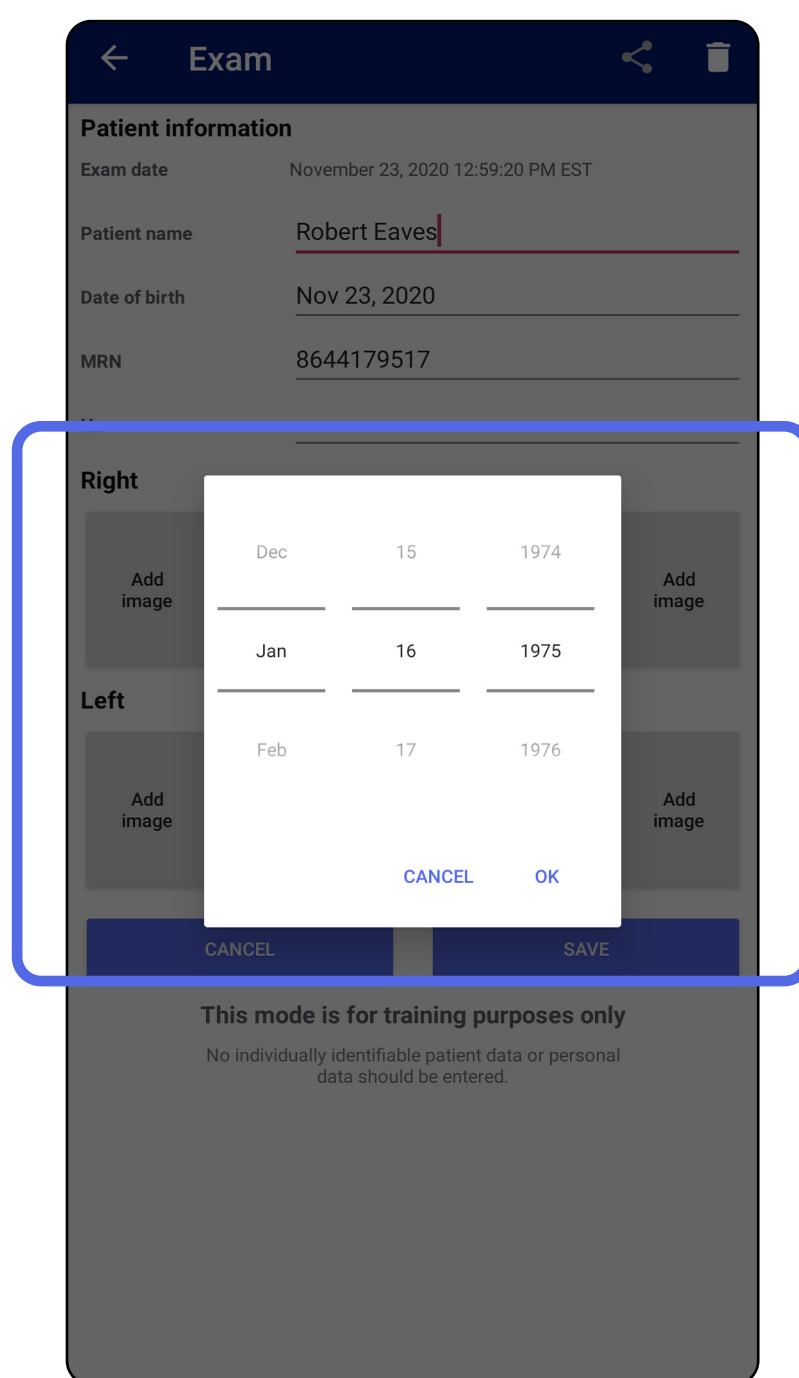 Exam
Patient information
Exam date November 23, 2020 12:59:20 PM EST
Patient name Robert Eaves
Date of birth Nov 23, 2020
MRN 8644179517
Right
Dec 15 1974
Add image
Add image
Jan 16 1975
Left
Feb 17 1976
Add image
Add image
CANCEL OK
CANCEL SAVE
This mode is for training purposes only
No individually identifiable patient data or personal
data should be entered.